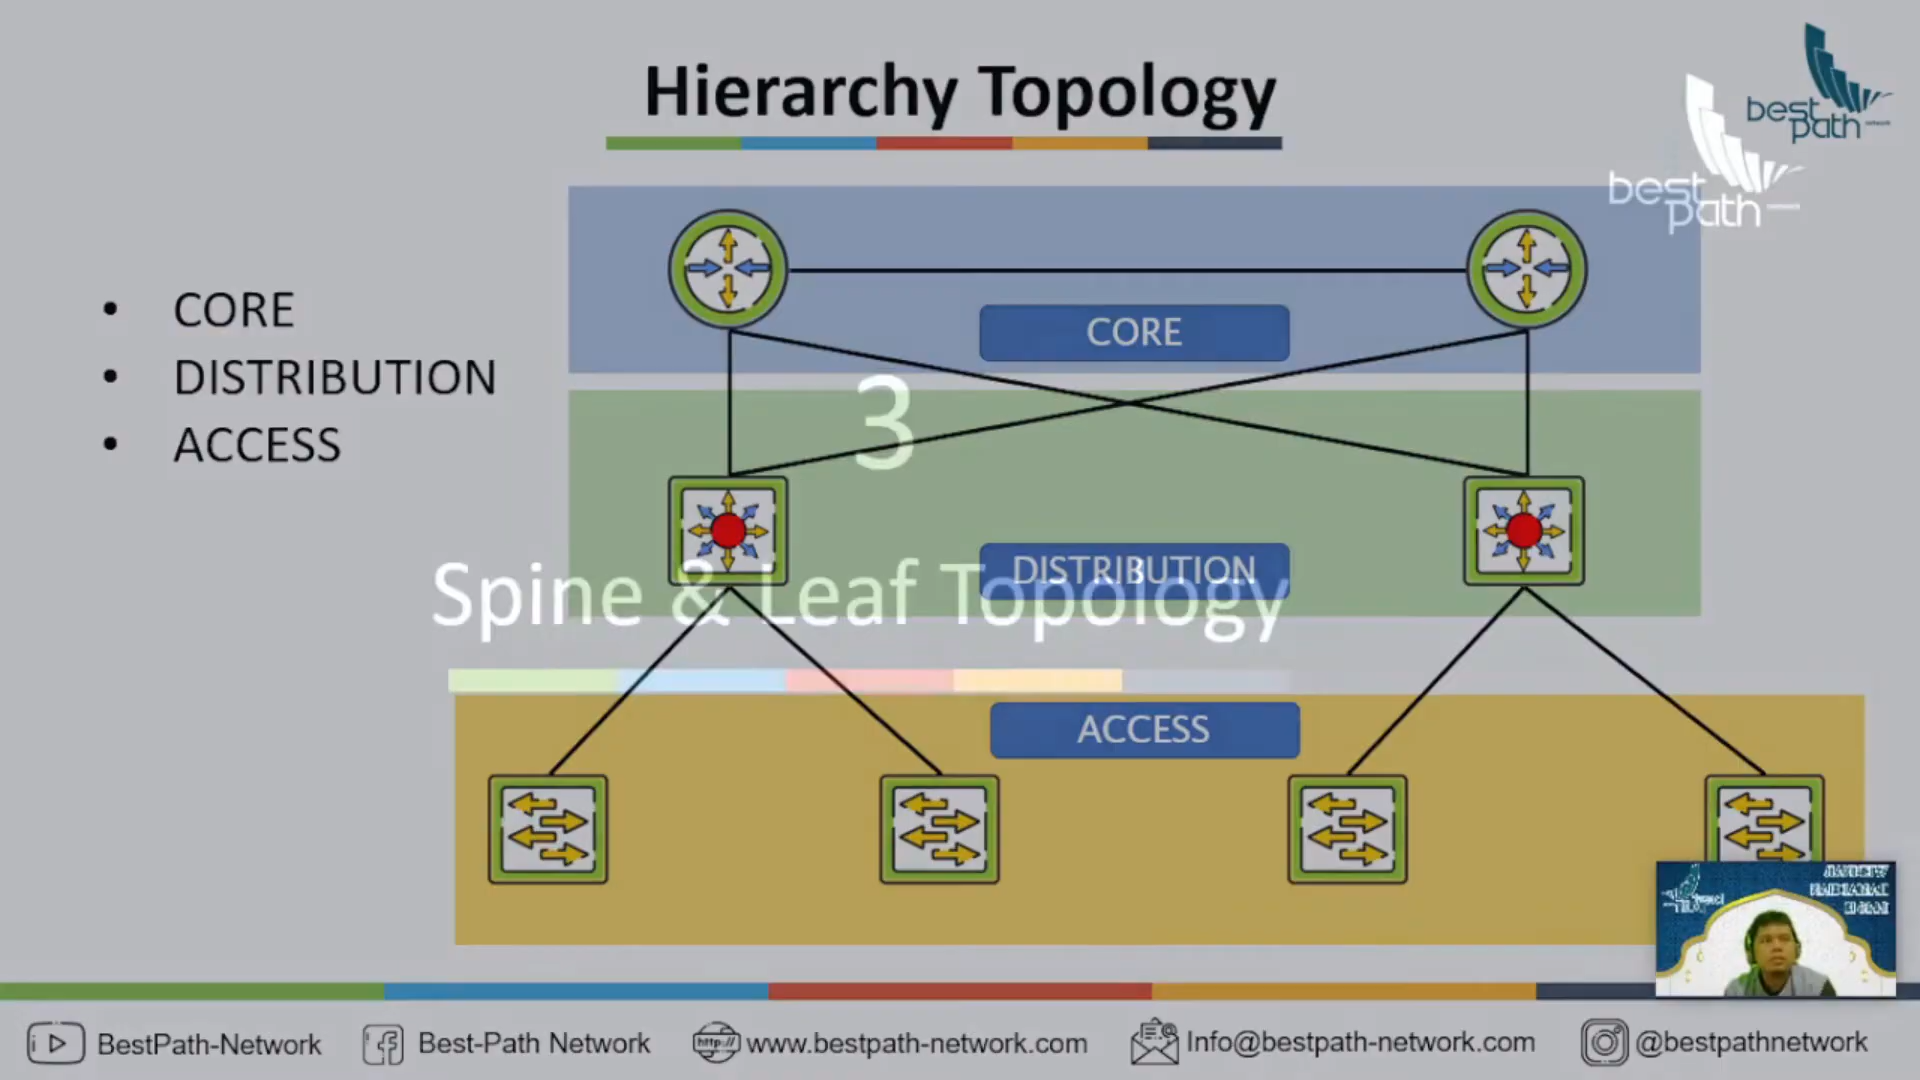 Hierarchy Topology
best
path
best
path
• CORE
• DISTRIBUTION
• ACCESS
CORE
3
DISTRIBUTION
Spine & Leaf Topology
ACCESS
BestPath-Network
Best-Path Network
http://
www.bestpath-network.com
Info@bestpath-network.com
@bestpathnetwork